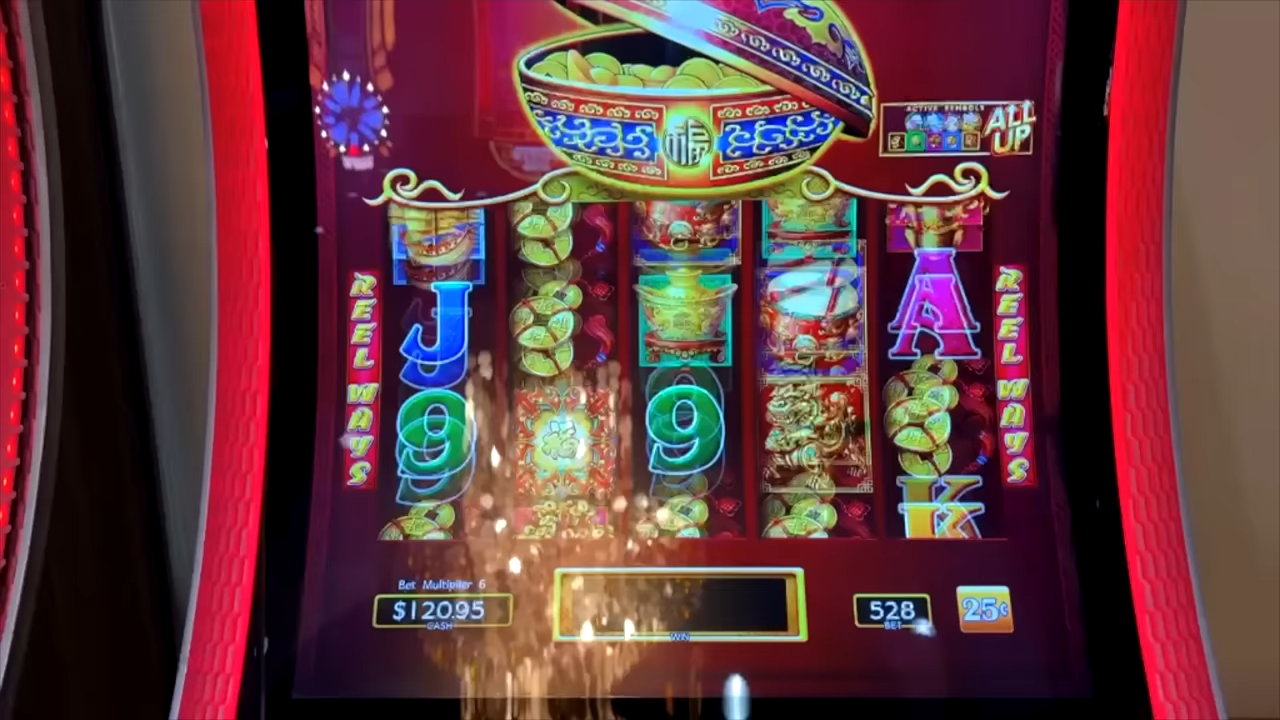 福
ACTIVE SYMBOLS
ALL
UP
REEL WAYS
REEL WAYS
J
A
9
9
K
Bet Multiplier 6
$120.95
CASH
WIN
528
BET
25¢